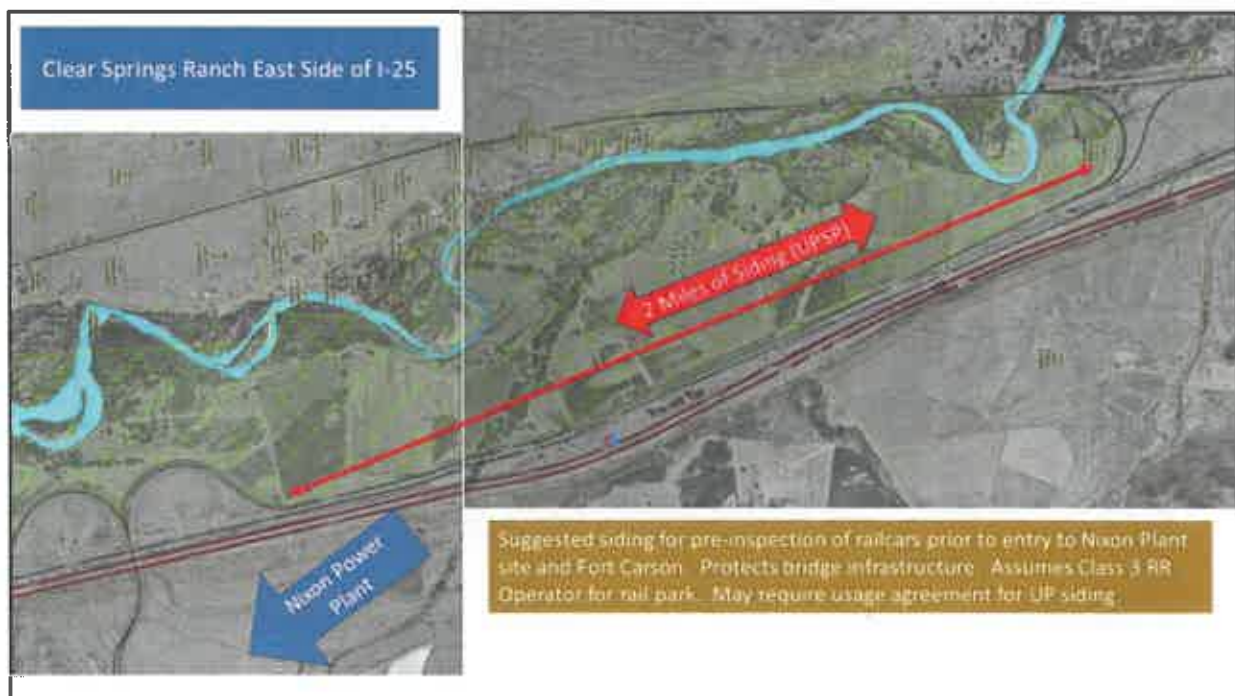 Clear Springs Ranch East Side of I-25
2 Miles of Siding (UPSP)
Nixon Power
Plant
Suggested siding for pre-inspection of railcars prior to entry to Nixon Plant
site and Fort Carson Protects bridge infrastructure Assumes Class 3 RR
Operator for rail park May require usage agreement for UP siding